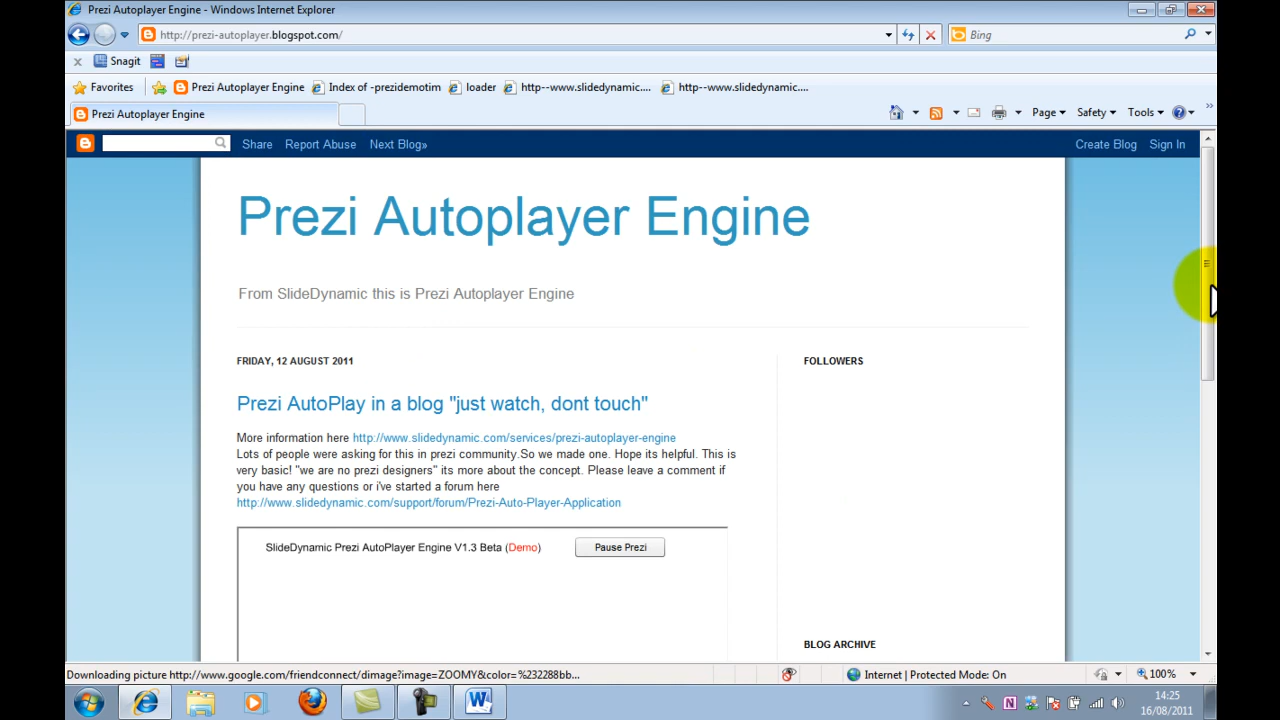 Prezi Autoplayer Engine - Windows Internet Explorer
http://prezi-autoplayer.blogspot.com/
Bing
x Snagit
Favorites Prezi Autoplayer Engine Index of -prezidemotim loader http--www.slidedynamic.... http--www.slidedynamic....
Prezi Autoplayer Engine
Page Safety Tools
Share Report Abuse Next Blog» Create Blog Sign In
Prezi Autoplayer Engine
From SlideDynamic this is Prezi Autoplayer Engine
FRIDAY, 12 AUGUST 2011
FOLLOWERS
Prezi AutoPlay in a blog "just watch, dont touch"
More information here http://www.slidedynamic.com/services/prezi-autoplayer-engine
Lots of people were asking for this in prezi community.So we made one. Hope its helpful. This is
very basic! "we are no prezi designers" its more about the concept. Please leave a comment if
you have any questions or i've started a forum here
http://www.slidedynamic.com/support/forum/Prezi-Auto-Player-Application
SlideDynamic Prezi AutoPlayer Engine V1.3 Beta (Demo) Pause Prezi
BLOG ARCHIVE
Downloading picture http://www.google.com/friendconnect/dimage?image=ZOOMY&color=%232288bb...
Internet | Protected Mode: On
100%
14:25
16/08/2011